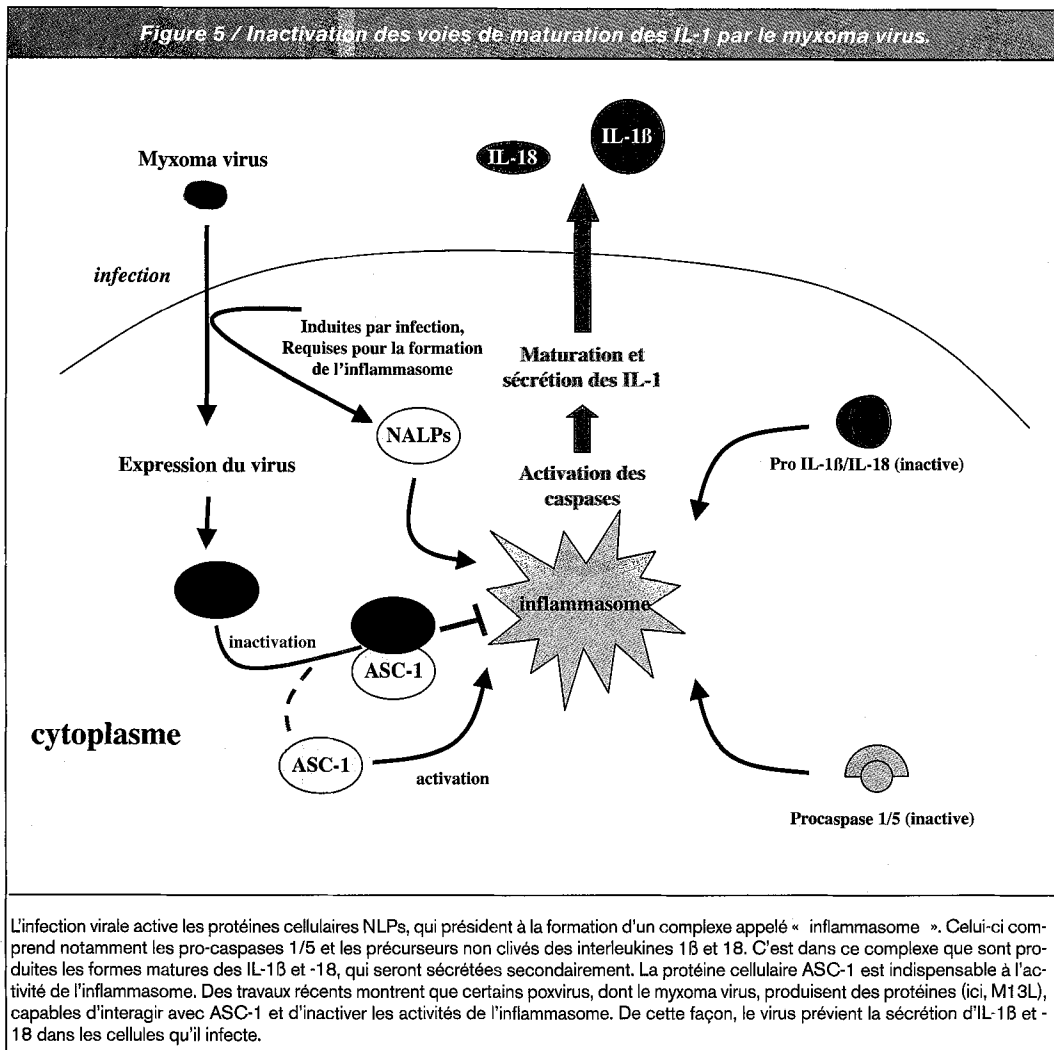 Figure 5 / Inactivation des voies de maturation des IL-1 par le myxoma virus.
IL-1ß
IL-18
Myxoma virus
infection
Induites par infection,
Requises pour la formation
de l'inflammasome
Maturation et
sécrétion des IL-1
NALPs
Pro IL-1ß/IL-18 (inactive)
Expression du virus
Activation des
caspases
inflammasome
inactivation
ASC-1
cytoplasme
ASC-1
activation
Procaspase 1/5 (inactive)
L'infection virale active les protéines cellulaires NLPs, qui président à la formation d'un complexe appelé « inflammasome ». Celui-ci com-
prend notamment les pro-caspases 1/5 et les précurseurs non clivés des interleukines 1ß et 18. C'est dans ce complexe que sont pro-
duites les formes matures des IL-1ß et -18, qui seront sécrétées secondairement. La protéine cellulaire ASC-1 est indispensable à l'ac-
tivité de l'inflammasome. Des travaux récents montrent que certains poxvirus, dont le myxoma virus, produisent des protéines (ici, M13L),
capables d'interagir avec ASC-1 et d'inactiver les activités de l'inflammasome. De cette façon, le virus prévient la sécrétion d'IL-1ß et -
18 dans les cellules qu'il infecte.